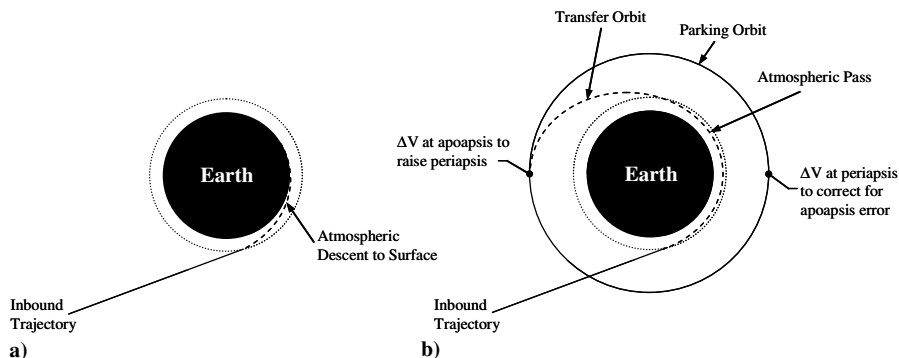 Earth
Atmospheric
Descent to Surface
Inbound
Trajectory
a)
Transfer Orbit
Parking Orbit
Atmospheric Pass
ΔV at apoapsis to
raise periapsis
Earth
ΔV at periapsis
to correct for
apoapsis error
Inbound
Trajectory
b)